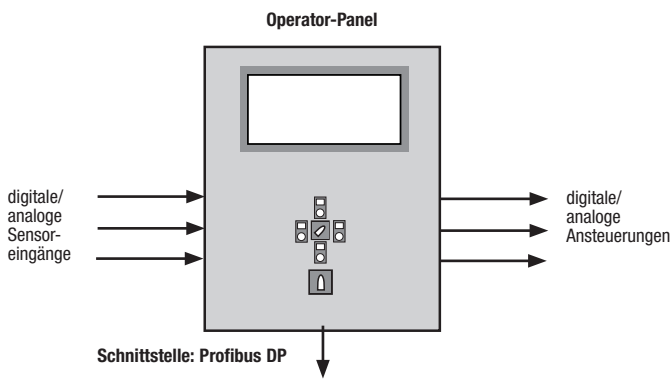 Operator-Panel
digitale/
analoge
Sensor-
eingänge
digitale/
analoge
Ansteuerungen
Schnittstelle: Profibus DP